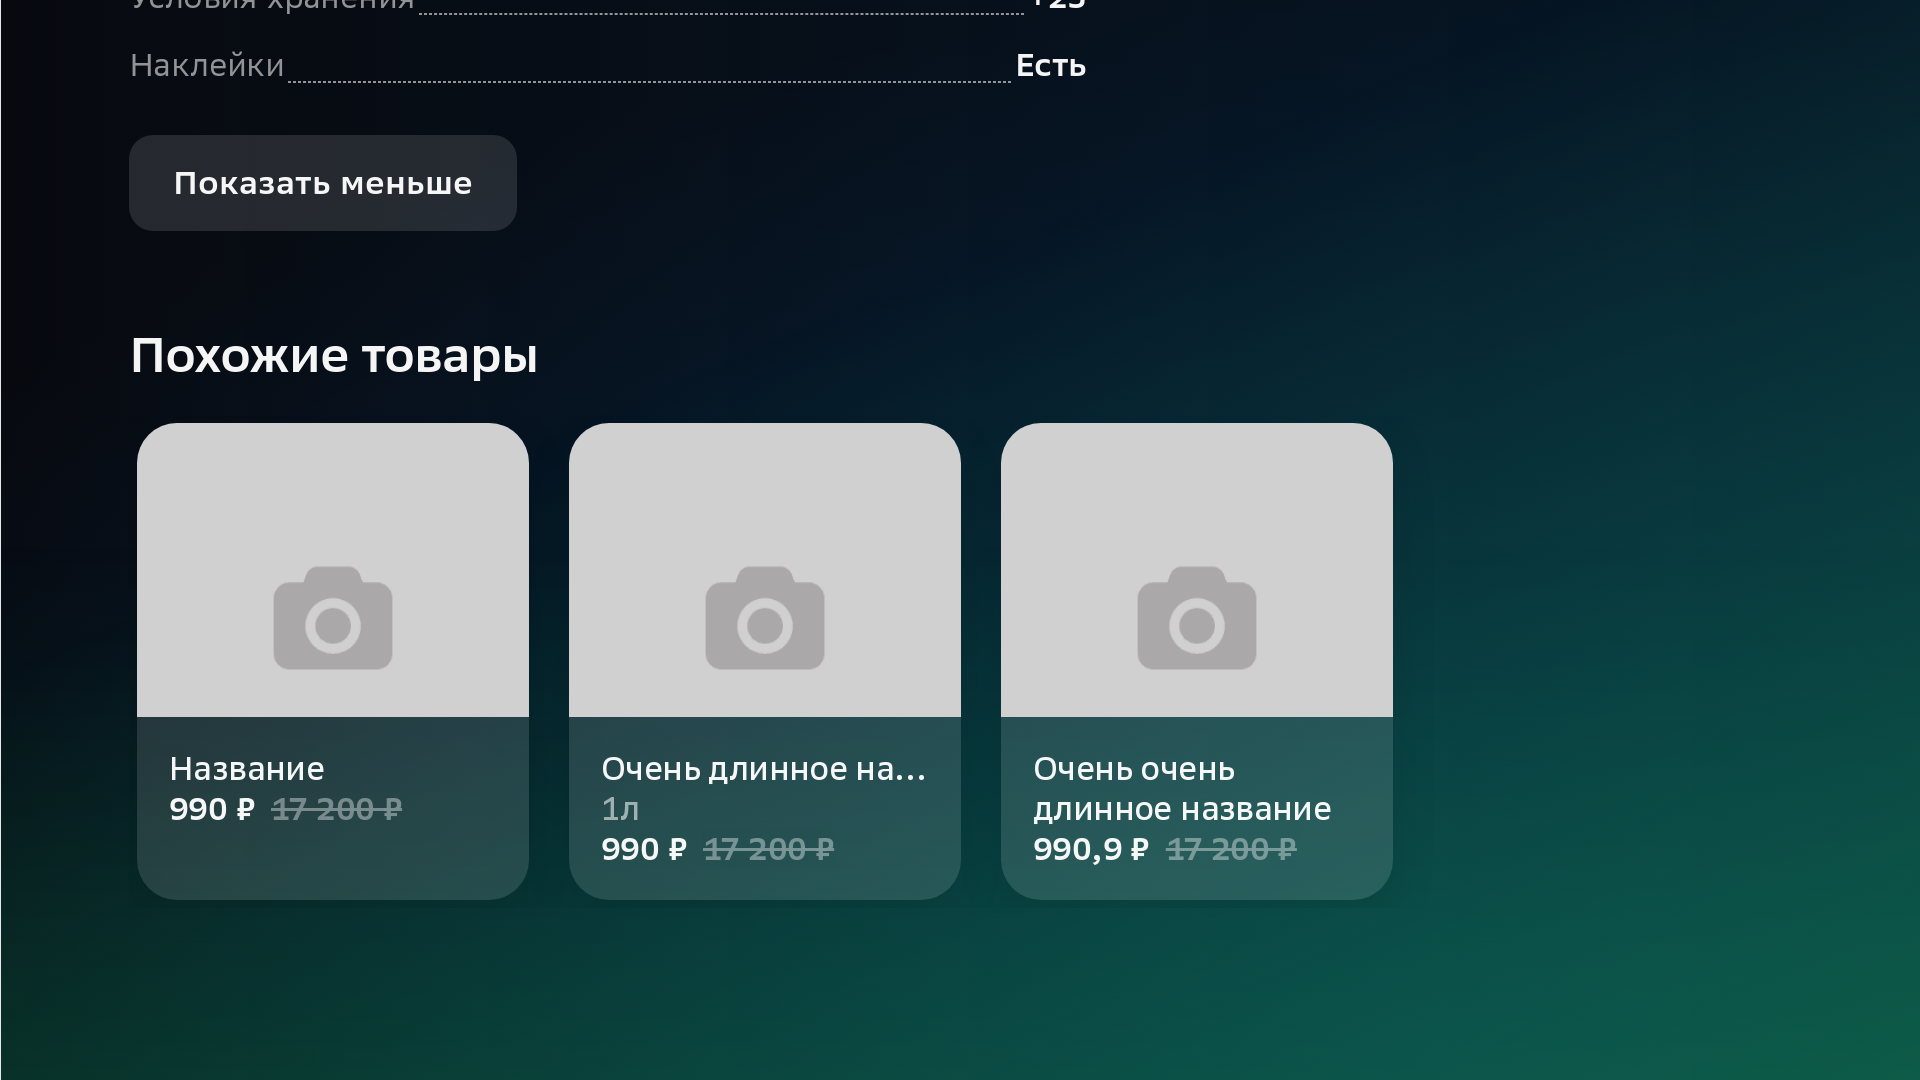 Условия хранения +25
Наклейки Есть
Показать меньше
Похожие товары
Название
990 ₽ 17 200 ₽
Очень длинное на...
1л
990 ₽ 17 200 ₽
Очень очень
длинное название
990,9 ₽ 17 200 ₽